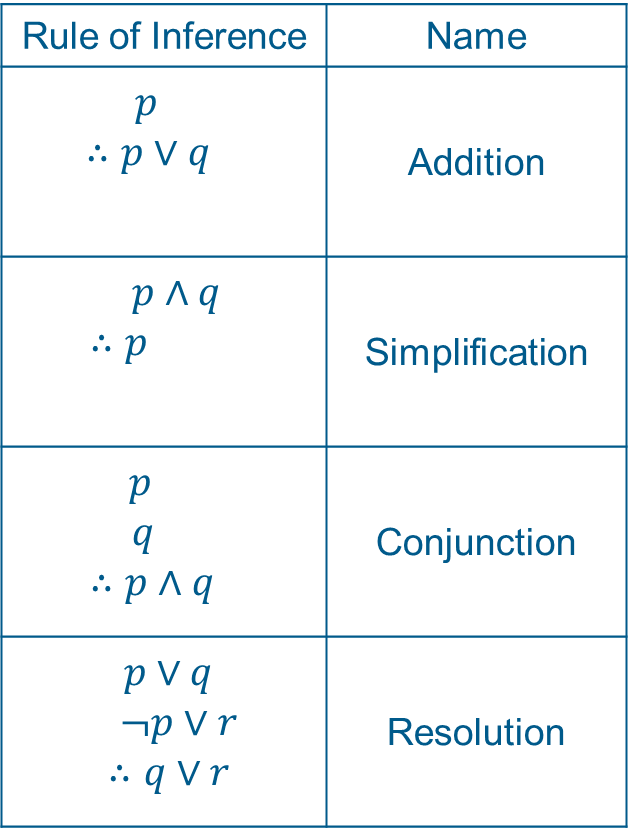 Rule of Inference Name
𝑝
∴ 𝑝 ∨ 𝑞
Addition
𝑝 ∧ 𝑞
∴ 𝑝
Simplification
𝑝
𝑞
∴ 𝑝 ∧ 𝑞
Conjunction
𝑝 ∨ 𝑞
¬𝑝 ∨ 𝑟
∴ 𝑞 ∨ 𝑟
Resolution